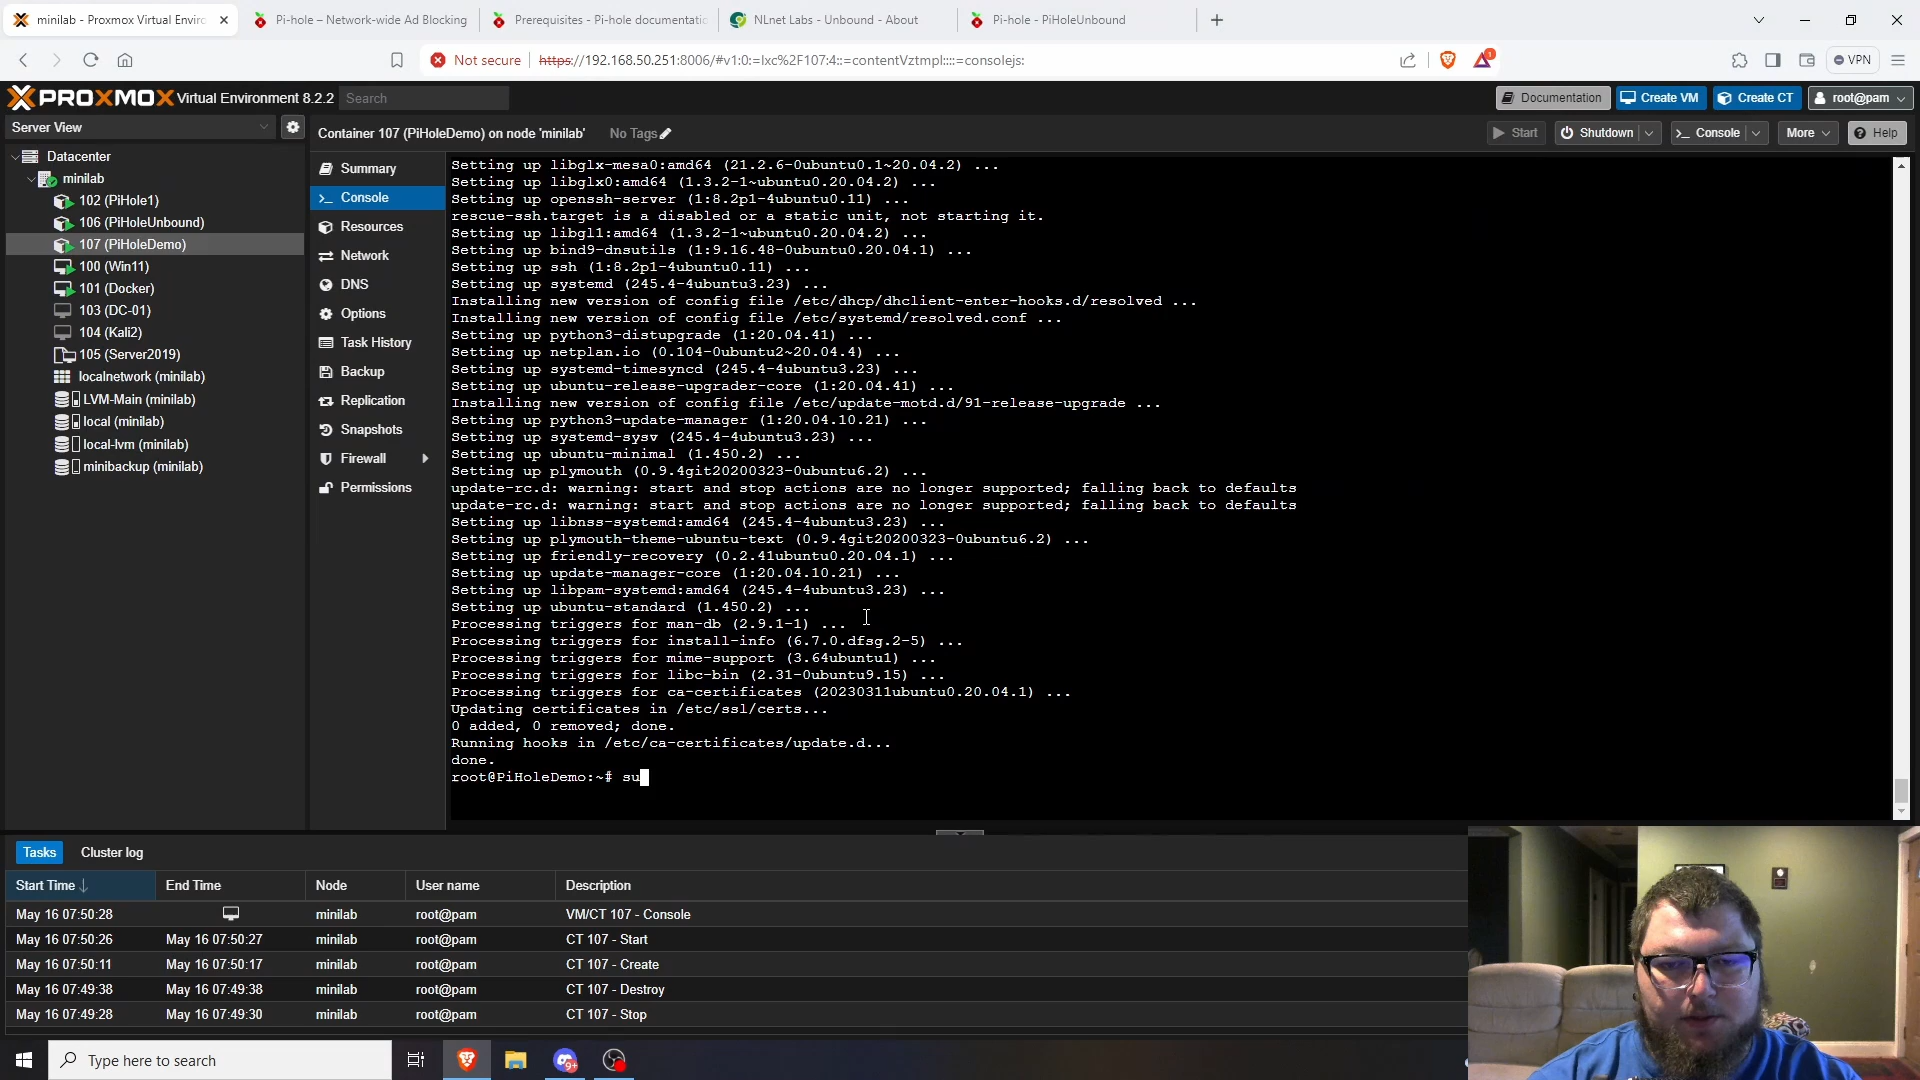 minilab - Proxmox Virtual Enviro
Pi-hole – Network-wide Ad Blocking
Prerequisites - Pi-hole documentatio
NLnet Labs - Unbound - About
Pi-hole - PiHoleUnbound
Not secure
https://192.168.50.251:8006/#v1:0:=lxc%2F107:4::=contentVztmpl::::=consolejs:
1
VPN
PROXMOX Virtual Environment 8.2.2
Search
Documentation
Create VM
Create CT
root@pam
Server View
Container 107 (PiHoleDemo) on node 'minilab'
No Tags
Start
Shutdown
Console
More
Help
Datacenter
minilab
102 (PiHole1)
106 (PiHoleUnbound)
107 (PiHoleDemo)
100 (Win11)
101 (Docker)
103 (DC-01)
104 (Kali2)
105 (Server2019)
localnetwork (minilab)
LVM-Main (minilab)
local (minilab)
local-lvm (minilab)
minibackup (minilab)
Summary
Console
Resources
Network
DNS
Options
Task History
Backup
Replication
Snapshots
Firewall
Permissions
Setting up libglx-mesa0:amd64 (21.2.6-0ubuntu0.1~20.04.2) ...
Setting up libglx0:amd64 (1.3.2-1~ubuntu0.20.04.2) ...
Setting up openssh-server (1:8.2p1-4ubuntu0.11) ...
rescue-ssh.target is a disabled or a static unit, not starting it.
Setting up libgl1:amd64 (1.3.2-1~ubuntu0.20.04.2) ...
Setting up bind9-dnsutils (1:9.16.48-0ubuntu0.20.04.1) ...
Setting up ssh (1:8.2p1-4ubuntu0.11) ...
Setting up systemd (245.4-4ubuntu3.23) ...
Installing new version of config file /etc/dhcp/dhclient-enter-hooks.d/resolved ...
Installing new version of config file /etc/systemd/resolved.conf ...
Setting up python3-distupgrade (1:20.04.41) ...
Setting up netplan.io (0.104-0ubuntu2~20.04.4) ...
Setting up systemd-timesyncd (245.4-4ubuntu3.23) ...
Setting up ubuntu-release-upgrader-core (1:20.04.41) ...
Installing new version of config file /etc/update-motd.d/91-release-upgrade ...
Setting up python3-update-manager (1:20.04.10.21) ...
Setting up systemd-sysv (245.4-4ubuntu3.23) ...
Setting up ubuntu-minimal (1.450.2) ...
Setting up plymouth (0.9.4git20200323-0ubuntu6.2) ...
update-rc.d: warning: start and stop actions are no longer supported; falling back to defaults
update-rc.d: warning: start and stop actions are no longer supported; falling back to defaults
Setting up libnss-systemd:amd64 (245.4-4ubuntu3.23) ...
Setting up plymouth-theme-ubuntu-text (0.9.4git20200323-0ubuntu6.2) ...
Setting up friendly-recovery (0.2.41ubuntu0.20.04.1) ...
Setting up update-manager-core (1:20.04.10.21) ...
Setting up libpam-systemd:amd64 (245.4-4ubuntu3.23) ...
Setting up ubuntu-standard (1.450.2) ...
Processing triggers for man-db (2.9.1-1) ...
Processing triggers for install-info (6.7.0.dfsg.2-5) ...
Processing triggers for mime-support (3.64ubuntu1) ...
Processing triggers for libc-bin (2.31-0ubuntu9.15) ...
Processing triggers for ca-certificates (20230311ubuntu0.20.04.1) ...
Updating certificates in /etc/ssl/certs...
0 added, 0 removed; done.
Running hooks in /etc/ca-certificates/update.d...
done.
root@PiHoleDemo:~# su
Tasks
Cluster log
Start Time
End Time
Node
User name
Description
May 16 07:50:28
minilab
root@pam
VM/CT 107 - Console
May 16 07:50:26
May 16 07:50:27
minilab
root@pam
CT 107 - Start
May 16 07:50:11
May 16 07:50:17
minilab
root@pam
CT 107 - Create
May 16 07:49:38
May 16 07:49:38
minilab
root@pam
CT 107 - Destroy
May 16 07:49:28
May 16 07:49:30
minilab
root@pam
CT 107 - Stop
Type here to search
9+